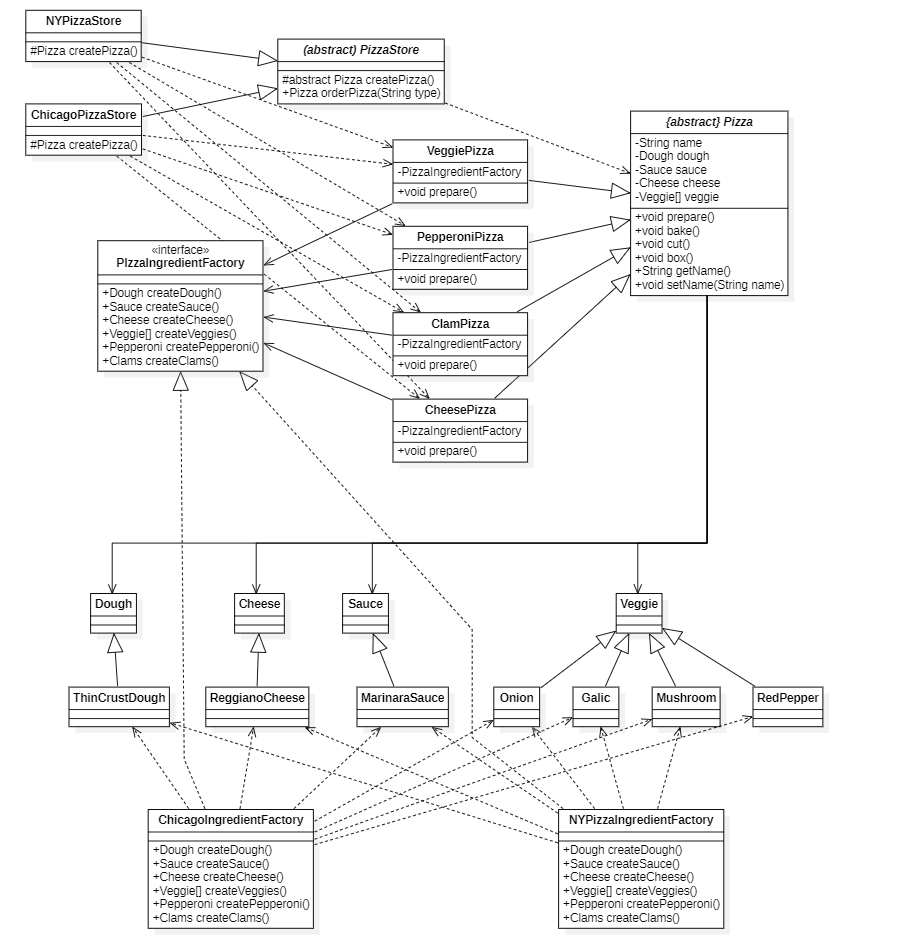 NYPizzaStore
#Pizza createPizza()
{abstract} PizzaStore
#abstract Pizza createPizza()
+Pizza orderPizza(String type)
ChicagoPizzaStore
#Pizza createPizza()
{abstract} Pizza
-String name
-Dough dough
-Sauce sauce
-Cheese cheese
-Veggie[] veggie
+void prepare()
+void bake()
+void cut()
+void box()
+String getName()
+void setName(String name)
VeggiePizza
-PizzaIngredientFactory
+void prepare()
PepperoniPizza
-PizzaIngredientFactory
+void prepare()
«interface»
PIzzaIngredientFactory
+Dough createDough()
+Sauce createSauce()
+Cheese createCheese()
+Veggie[] createVeggies()
+Pepperoni createPepperoni()
+Clams createClams()
ClamPizza
-PizzaIngredientFactory
+void prepare()
CheesePizza
-PizzaIngredientFactory
+void prepare()
Dough
Cheese
Sauce
Veggie
ThinCrustDough
ReggianoCheese
MarinaraSauce
Onion
Galic
Mushroom
RedPepper
ChicagoIngredientFactory
+Dough createDough()
+Sauce createSauce()
+Cheese createCheese()
+Veggie[] createVeggies()
+Pepperoni createPepperoni()
+Clams createClams()
NYPizzaIngredientFactory
+Dough createDough()
+Sauce createSauce()
+Cheese createCheese()
+Veggie[] createVeggies()
+Pepperoni createPepperoni()
+Clams createClams()